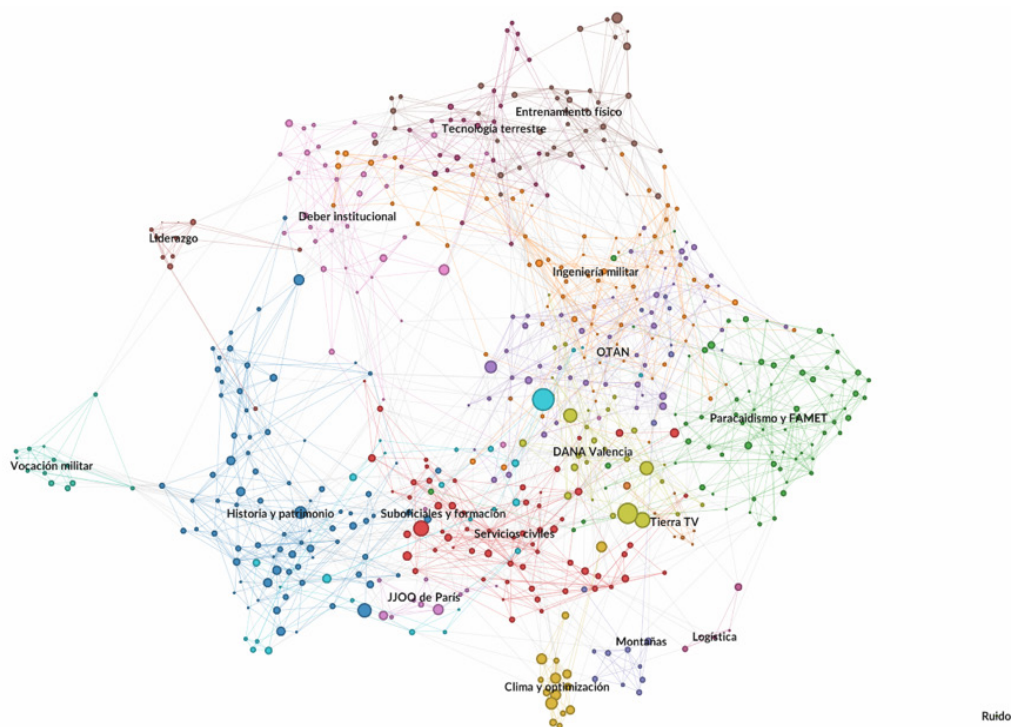 Entrenamiento físico
Tecnología terrestre
Deber institucional
Liderazgo
Ingeniería militar
OTAN
Paracaidismo y FAMET
DANA Valencia
Vocación militar
Historia y patrimonio
Suboficiales y formación
Tierra TV
Servicios civiles
JJOO de París
Logística
Montañas
Clima y optimización
Ruido